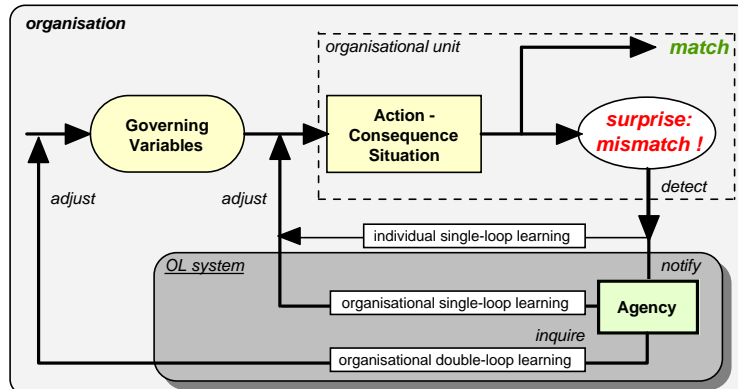 organisation
organisational unit
match
Governing
Variables
Action -
Consequence
Situation
surprise:
mismatch !
adjust
adjust
detect
individual single-loop learning
OL system
notify
organisational single-loop learning
Agency
inquire
organisational double-loop learning